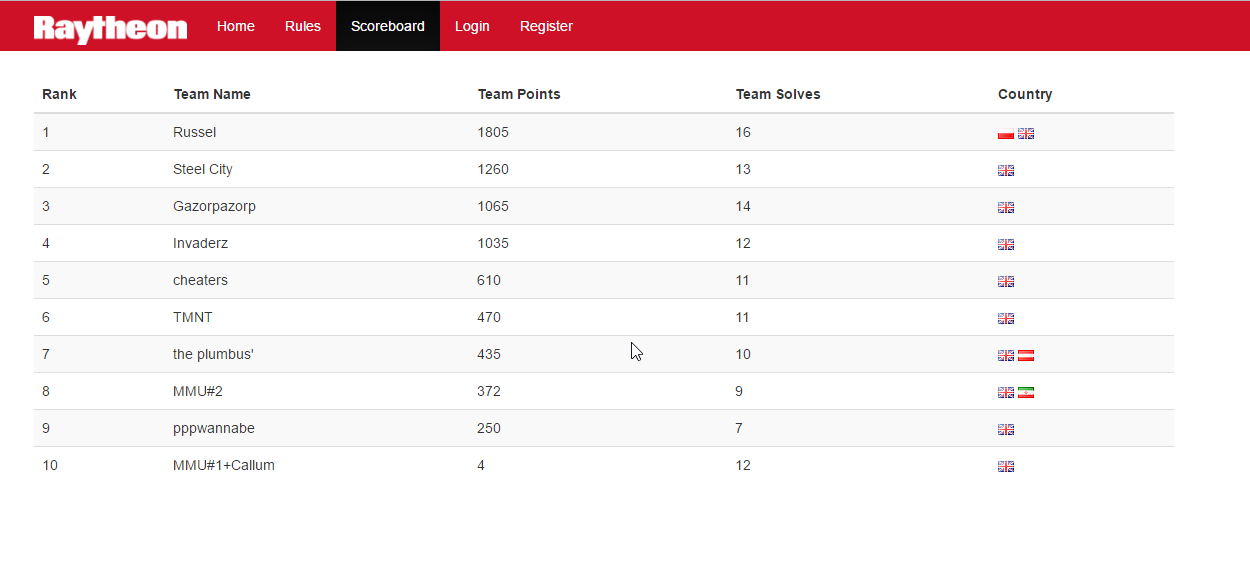 Raytheon Home Rules Scoreboard Login Register
Rank Team Name Team Points Team Solves Country
1 Russel 1805 16
2 Steel City 1260 13
3 Gazorpazorp 1065 14
4 Invaderz 1035 12
5 cheaters 610 11
6 TMNT 470 11
7 the plumbus' 435 10
8 MMU#2 372 9
9 pppwannabe 250 7
10 MMU#1+Callum 4 12